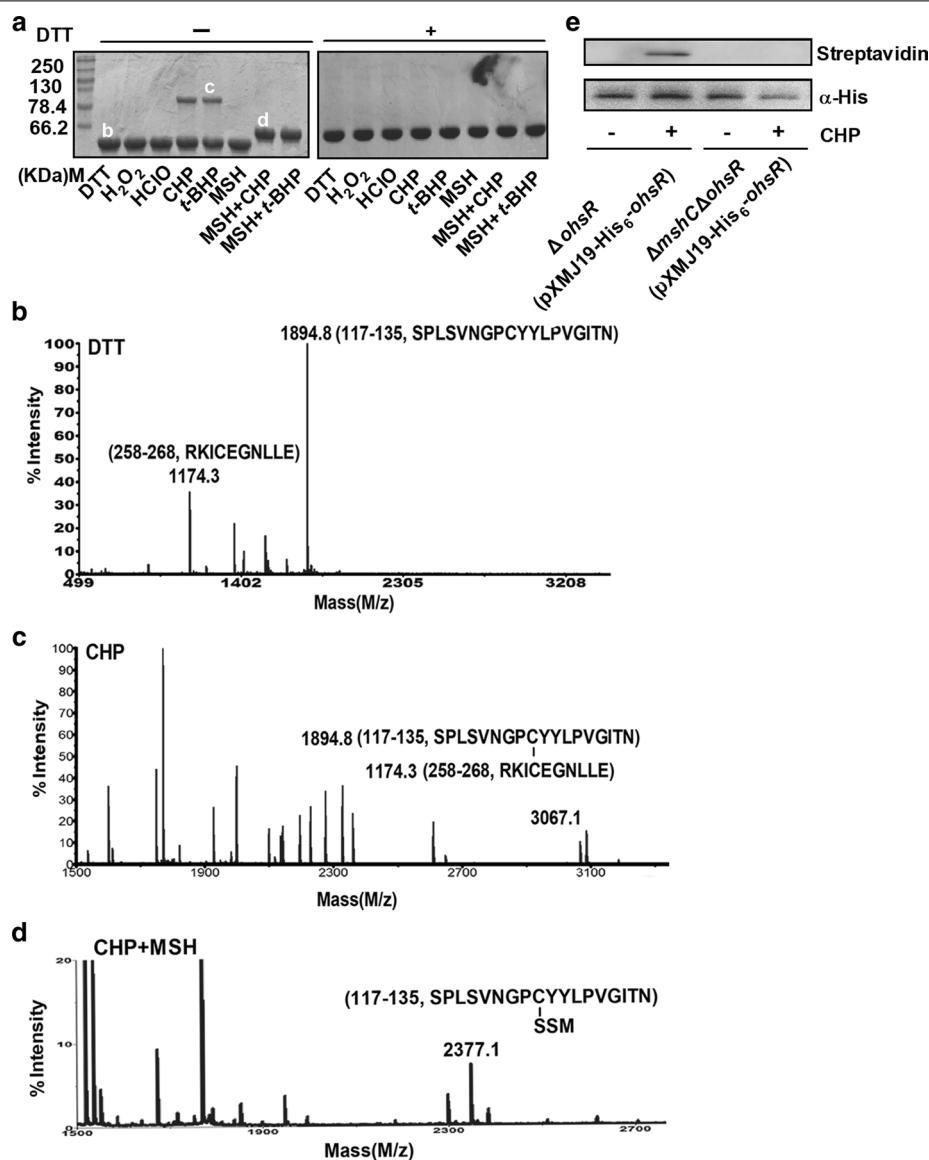 a
DTT
−
+
250
130
78.4
66.2
b
c
d
(KDa)M
DTT
H2O2
HClO
CHP
t-BHP
MSH
MSH+CHP
MSH+t-BHP
DTT
H2O2
HClO
CHP
t-BHP
MSH
MSH+CHP
MSH+t-BHP
e
Streptavidin
α-His
- + - + CHP
ΔohsR
(pXMJ19-His6-ohsR)
ΔmshCΔohsR
(pXMJ19-His6-ohsR)
b
DTT
1894.8 (117-135, SPLSVNGPCYYLPVGITN)
(258-268, RKICEGNLLE)
1174.3
% Intensity
100
90
80
70
60
50
40
30
20
10
0
499 1402 2305 3208
Mass(M/z)
c
CHP
1894.8 (117-135, SPLSVNGPCYYLPVGITN)
1174.3 (258-268, RKICEGNLLE)
3067.1
% Intensity
100
90
80
70
60
50
40
30
20
10
0
1500 1900 2300 2700 3100
Mass(M/z)
d
CHP+MSH
(117-135, SPLSVNGPCYYLPVGITN)
SSM
2377.1
% Intensity
20
10
0
1500 1900 2300 2700
Mass(M/z)